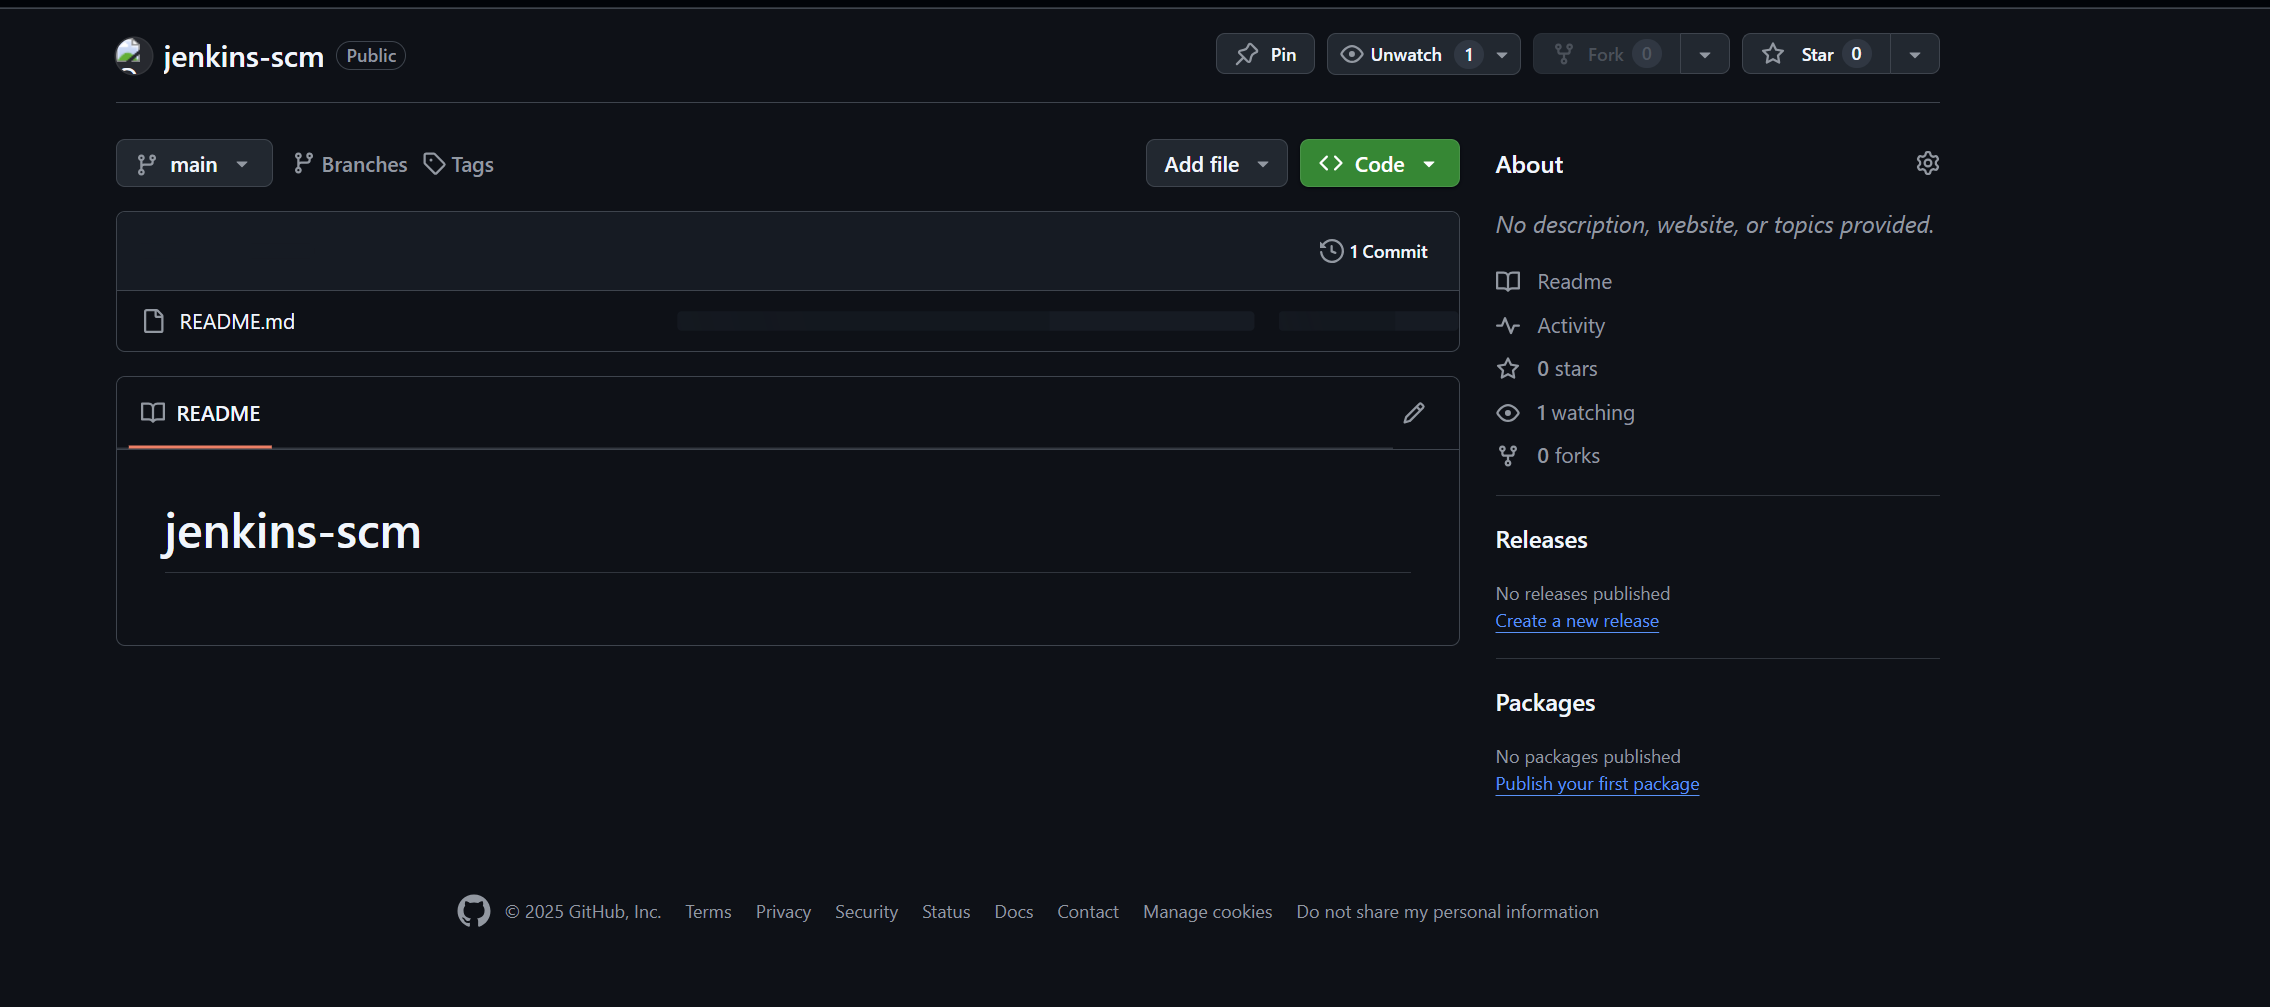 jenkins-scm Public
Pin
Unwatch 1
Fork 0
Star 0
main
Branches
Tags
Add file
Code
1 Commit
README.md
README
jenkins-scm
About
No description, website, or topics provided.
Readme
Activity
0 stars
1 watching
0 forks
Releases
No releases published
Create a new release
Packages
No packages published
Publish your first package
© 2025 GitHub, Inc. Terms Privacy Security Status Docs Contact Manage cookies Do not share my personal information